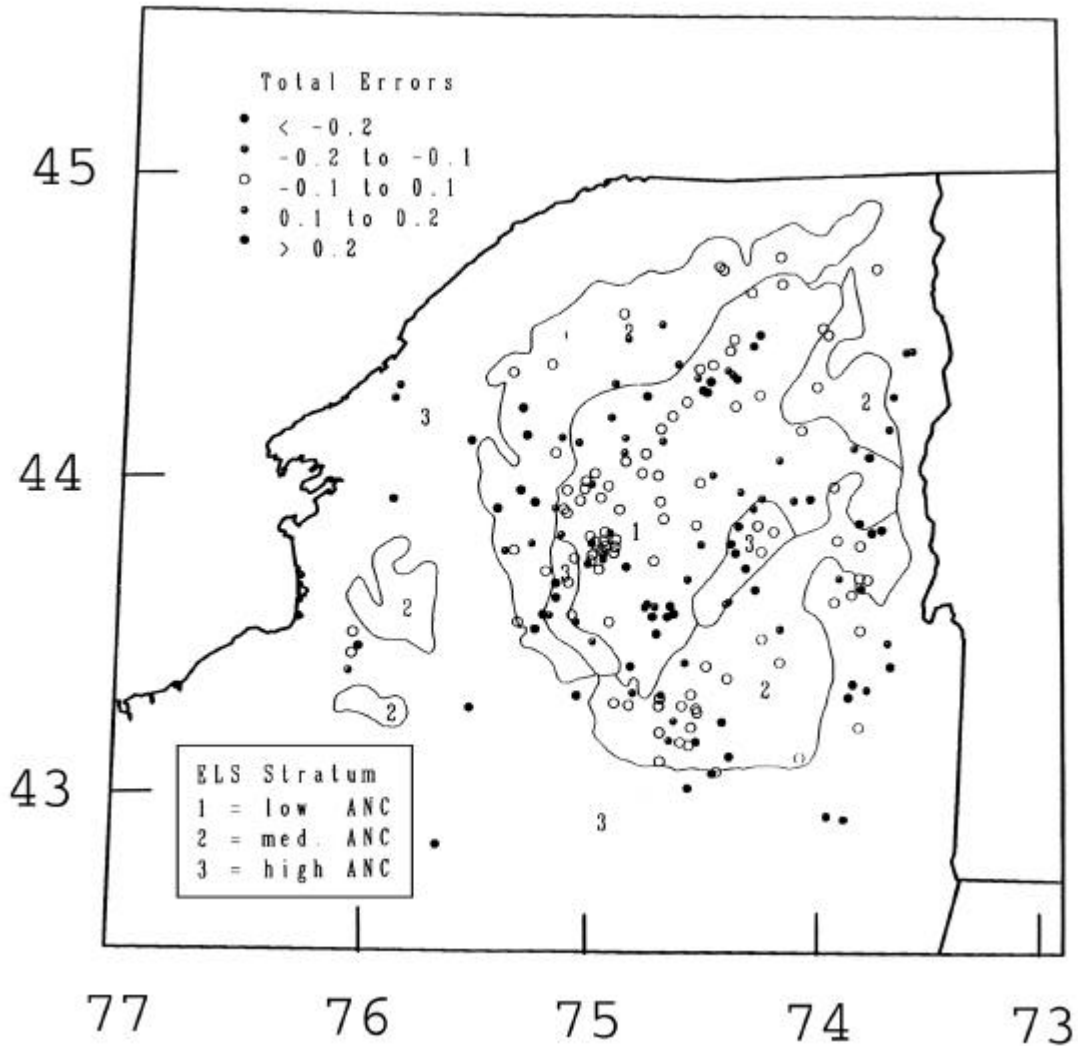 Total Errors
< -0.2
-0.2 to -0.1
-0.1 to 0.1
0.1 to 0.2
> 0.2
45
2
2
3
44
1
3
3
2
2
2
ELS Stratum
1 = low ANC
2 = med. ANC
3 = high ANC
43
3
77 76 75 74 73